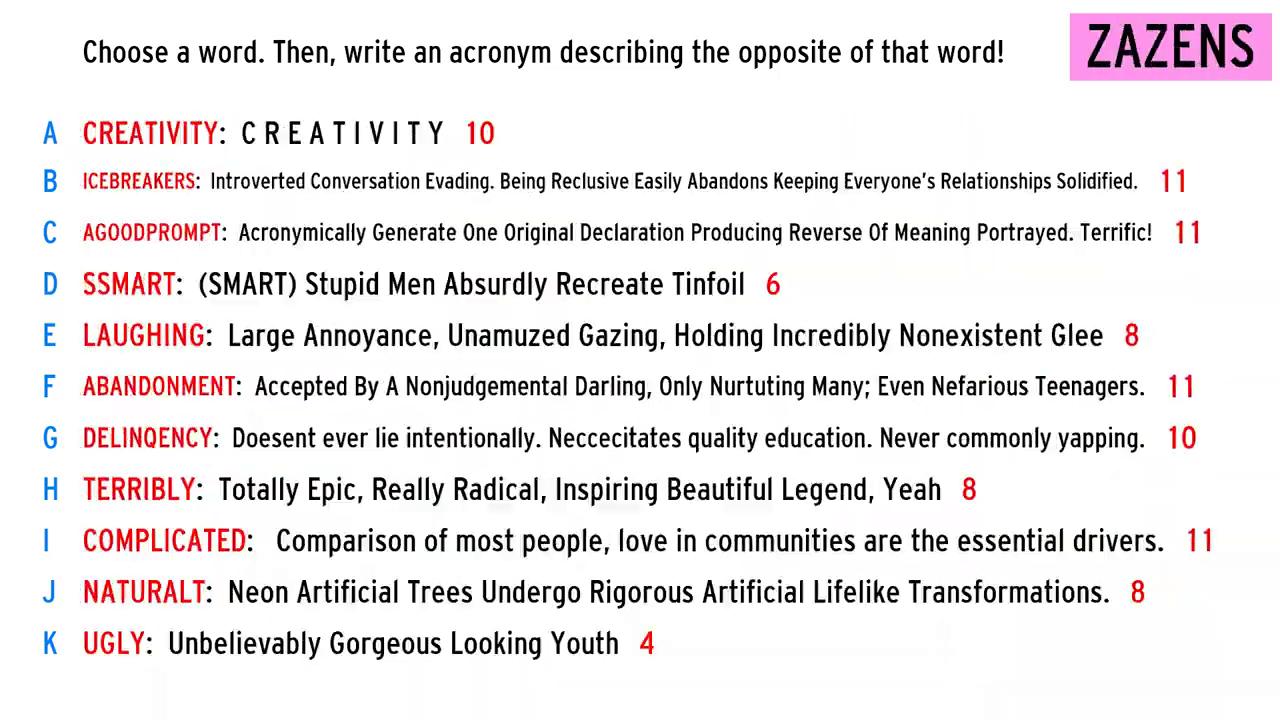 Choose a word. Then, write an acronym describing the opposite of that word!
ZAZENS
A CREATIVITY: C R E A T I V I T Y 10
B ICEBREAKERS: Introverted Conversation Evading. Being Reclusive Easily Abandons Keeping Everyone's Relationships Solidified. 11
C AGOODPROMPT: Acronymically Generate One Original Declaration Producing Reverse Of Meaning Portrayed. Terrific! 11
D SSMART: (SMART) Stupid Men Absurdly Recreate Tinfoil 6
E LAUGHING: Large Annoyance, Unamuzed Gazing, Holding Incredibly Nonexistent Glee 8
F ABANDONMENT: Accepted By A Nonjudgemental Darling, Only Nurtuting Many; Even Nefarious Teenagers. 11
G DELINQENCY: Doesent ever lie intentionally. Neccecitates quality education. Never commonly yapping. 10
H TERRIBLY: Totally Epic, Really Radical, Inspiring Beautiful Legend, Yeah 8
I COMPLICATED: Comparison of most people, love in communities are the essential drivers. 11
J NATURALT: Neon Artificial Trees Undergo Rigorous Artificial Lifelike Transformations. 8
K UGLY: Unbelievably Gorgeous Looking Youth 4